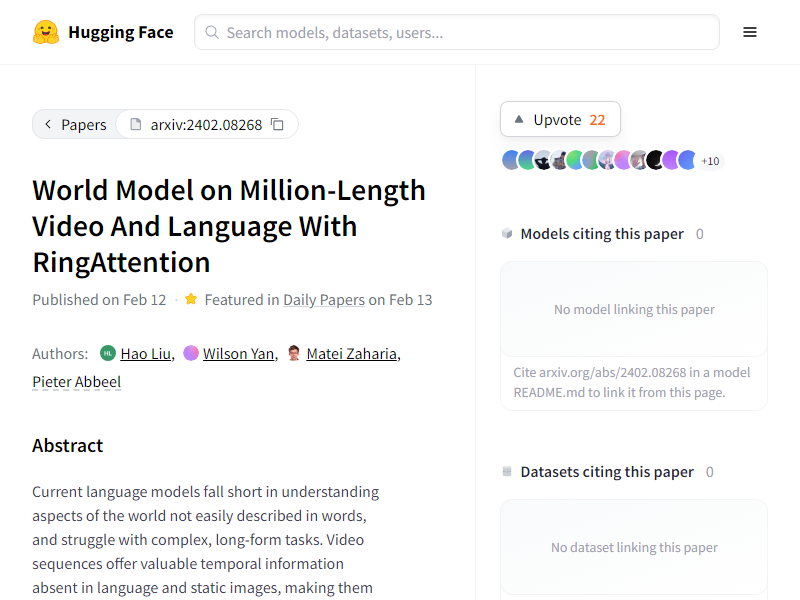 Hugging Face
Search models, datasets, users...
Papers
arxiv:2402.08268
World Model on Million-Length
Video And Language With
RingAttention
Published on Feb 12 · Featured in Daily Papers on Feb 13
Authors: HL Hao Liu, Wilson Yan, Matei Zaharia,
Pieter Abbeel
Abstract
Current language models fall short in understanding
aspects of the world not easily described in words,
and struggle with complex, long-form tasks. Video
sequences offer valuable temporal information
absent in language and static images, making them
Upvote 22
+10
Models citing this paper 0
No model linking this paper
Cite arxiv.org/abs/2402.08268 in a model
README.md to link it from this page.
Datasets citing this paper 0
No dataset linking this paper